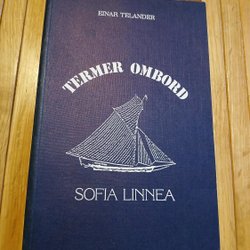 EINAR TELANDER
TERMER OMBORD
SOFIA LINNEA